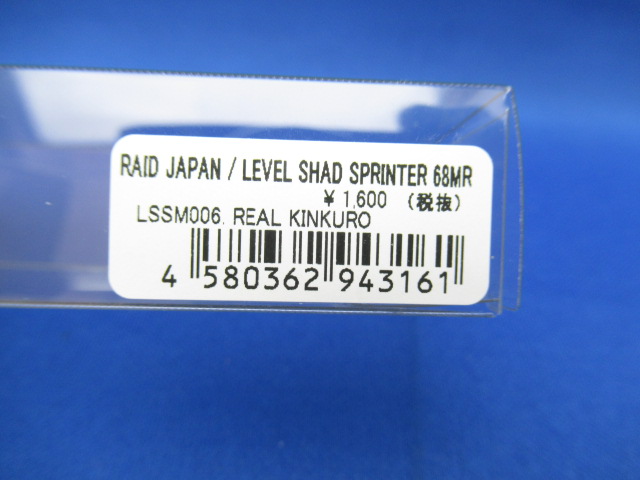 RAID JAPAN / LEVEL SHAD SPRINTER 68MR
¥ 1,600 (税抜)
LSSM006. REAL KINKURO
4 580362 943161